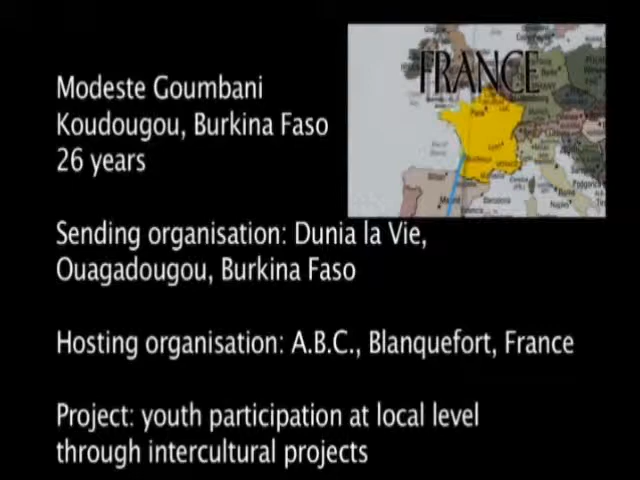 Modeste Goumbani
Koudougou, Burkina Faso
26 years
FRANCE
Sending organisation: Dunia la Vie,
Ouagadougou, Burkina Faso
Hosting organisation: A.B.C., Blanquefort, France
Project: youth participation at local level
through intercultural projects